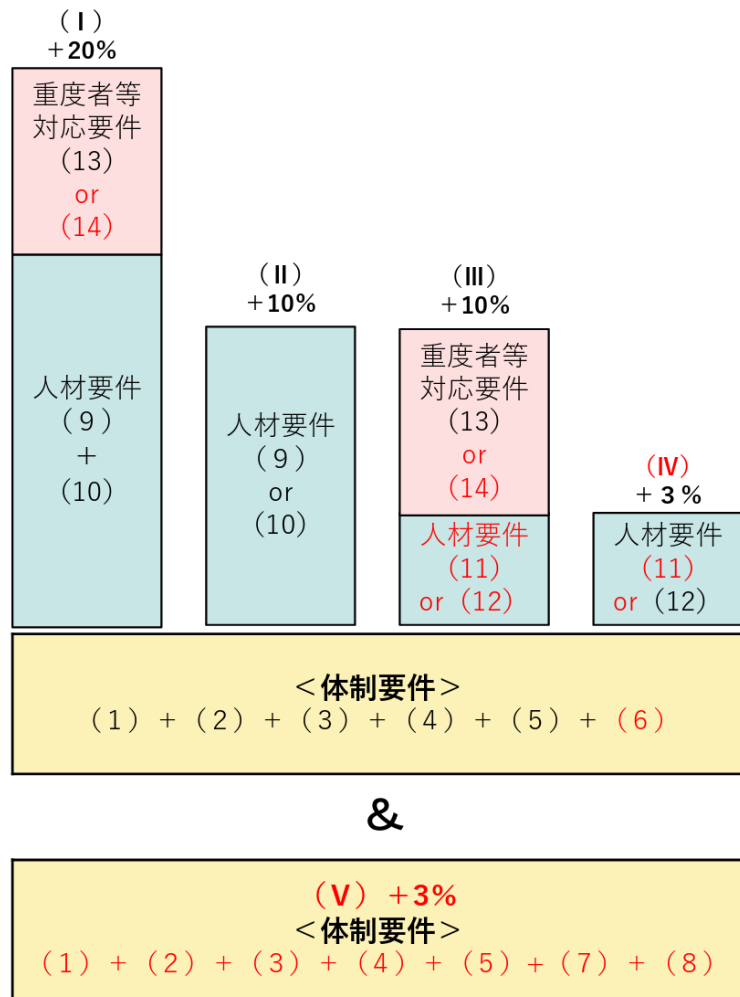 （Ⅰ）
＋20%
重度者等
対応要件
(13)
or
(14)
人材要件
（９）
＋
(10)
（Ⅱ）
＋10%
人材要件
（９）
or
(10)
（Ⅲ）
＋10%
重度者等
対応要件
(13)
or
(14)
人材要件
(11)
or (12)
（Ⅳ）
＋３%
人材要件
(11)
or (12)
＜体制要件＞
（1）＋（2）＋（3）＋（4）＋（5）＋（6）
&
（Ⅴ）+3%
＜体制要件＞
（1）＋（2）＋（3）＋（4）＋（5）＋（7）＋（8）